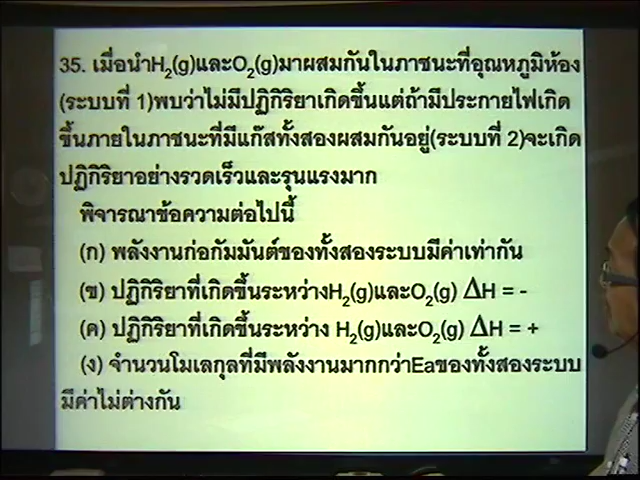 35. เมื่อนำH2(g)และO2(g)มาผสมกันในภาชนะที่อุณหภูมิห้อง
(ระบบที่ 1)พบว่าไม่มีปฏิกิริยาเกิดขึ้นแต่ถ้ามีประกายไฟเกิด
ขึ้นภายในภาชนะที่มีแก๊สทั้งสองผสมกันอยู่(ระบบที่ 2)จะเกิด
ปฏิกิริยาอย่างรวดเร็วและรุนแรงมาก
พิจารณาข้อความต่อไปนี้
(ก) พลังงานก่อกัมมันต์ของทั้งสองระบบมีค่าเท่ากัน
(ข) ปฏิกิริยาที่เกิดขึ้นระหว่างH2(g)และO2(g) ΔH = -
(ค) ปฏิกิริยาที่เกิดขึ้นระหว่าง H2(g)และO2(g) ΔH = +
(ง) จำนวนโมเลกุลที่มีพลังงานมากกว่าEaของทั้งสองระบบ
มีค่าไม่ต่างกัน